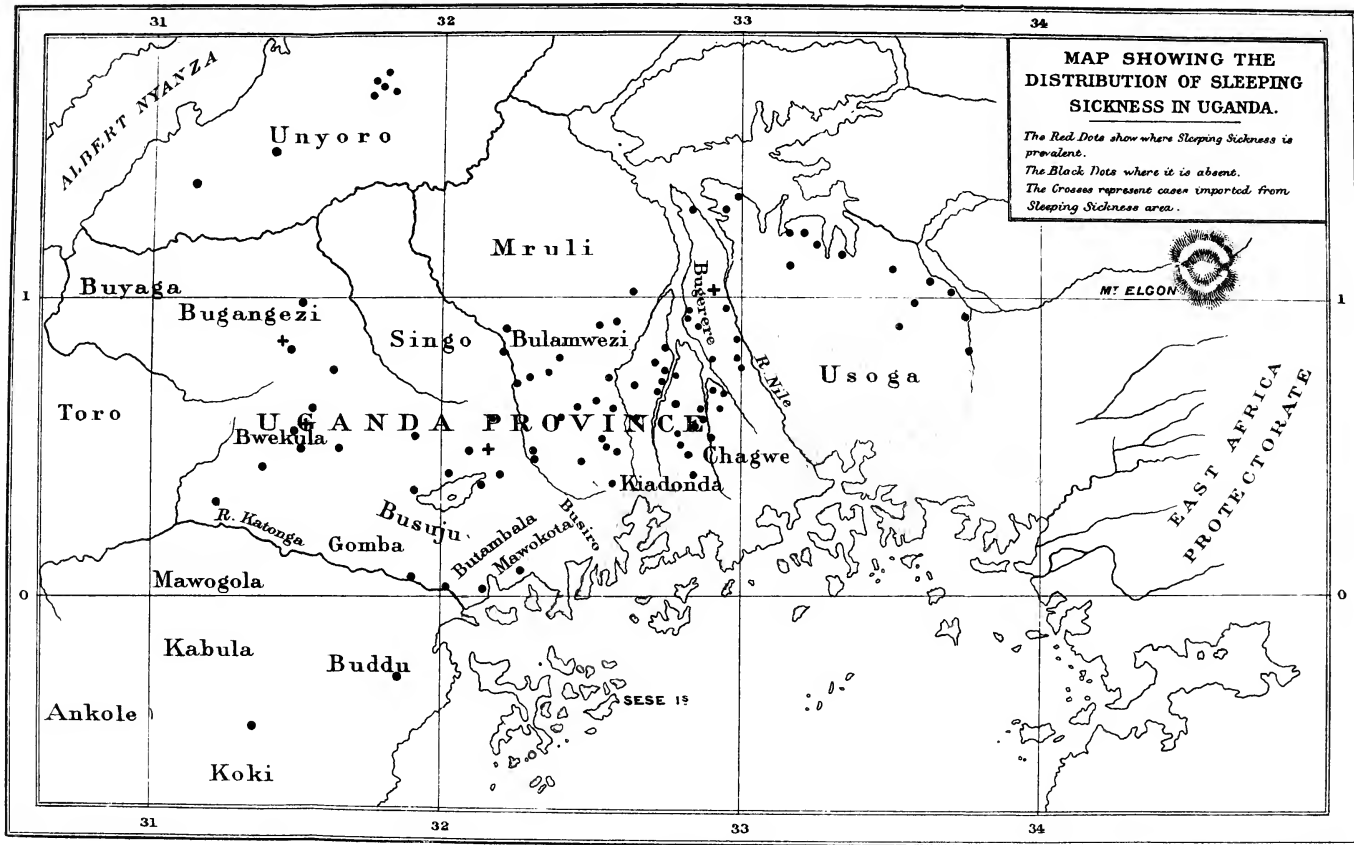 31 32 33 34
MAP SHOWING THE
DISTRIBUTION OF SLEEPING
SICKNESS IN UGANDA.
The Red Dots show where Sleeping Sickness is
prevalent.
The Black Dots where it is absent.
The Crosses represent cases imported from
Sleeping Sickness area.
ALBERT NYANZA
Unyoro
Mruli
Buyaga
Bugangezi
Singo
Bulamwezi
Bugerere
R. Nile
Usoga
MT ELGON
1 1
Toro
UGANDA PROVINCE
Bwekula
Chagwe
Kiadonda
EAST AFRICA
PROTECTORATE
R. Katonga
Busuju
Gomba
Butambala
Mawokota
Busiro
Mawogola
0 0
Kabula
Buddu
Ankole
SESE Is
Koki
31 32 33 34